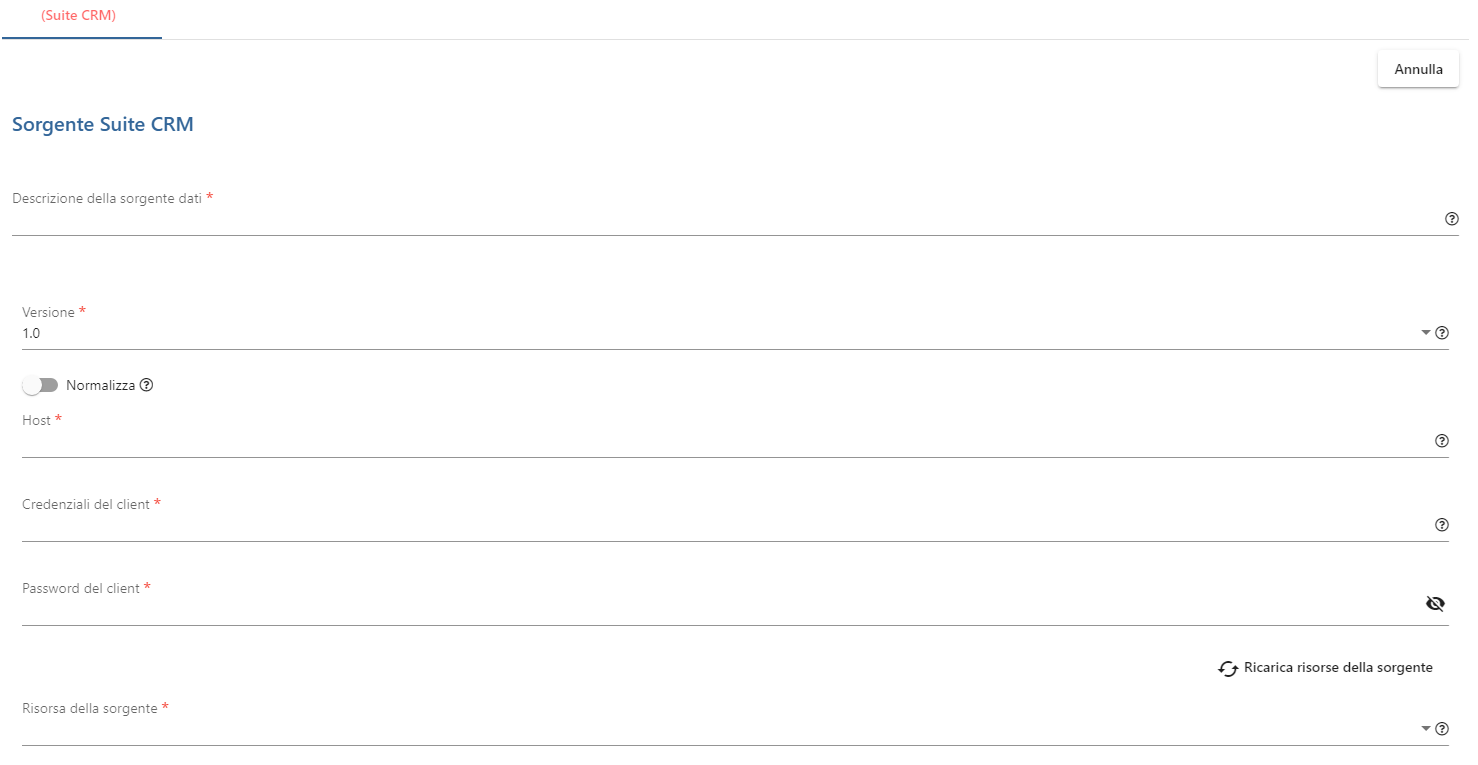 (Suite CRM)
Annulla
Sorgente Suite CRM
Descrizione della sorgente dati *
Versione *
1.0
Normalizza
Host *
Credenziali del client *
Password del client *
Ricarica risorse della sorgente
Risorsa della sorgente *